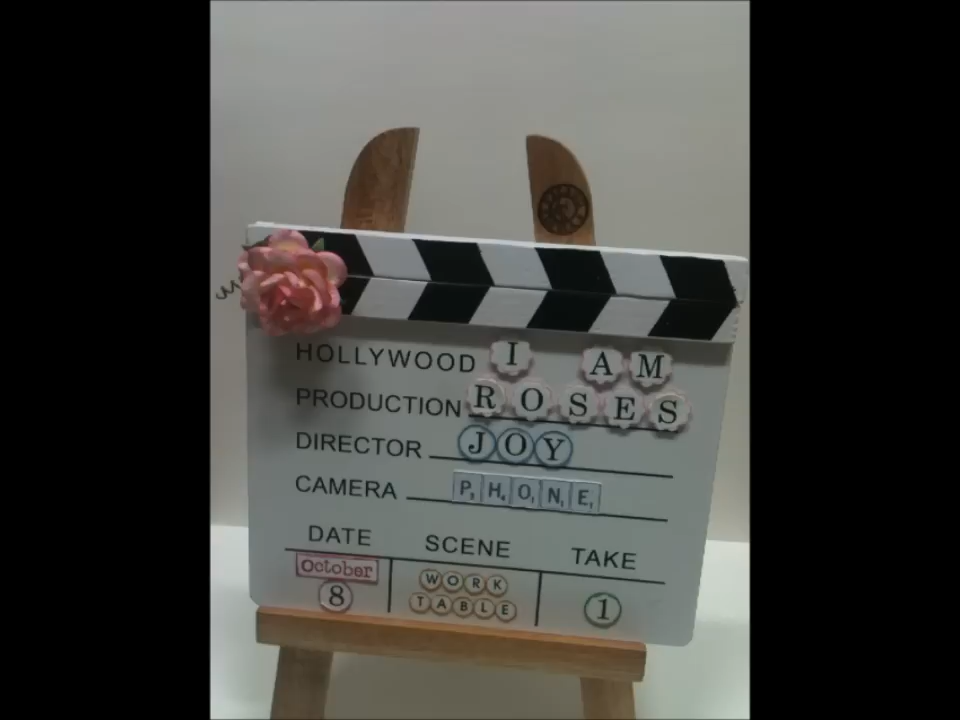 HOLLYWOOD I AM
PRODUCTION ROSES
DIRECTOR JOY
CAMERA PHONE
DATE SCENE TAKE
October WORK
8 TABLE 1